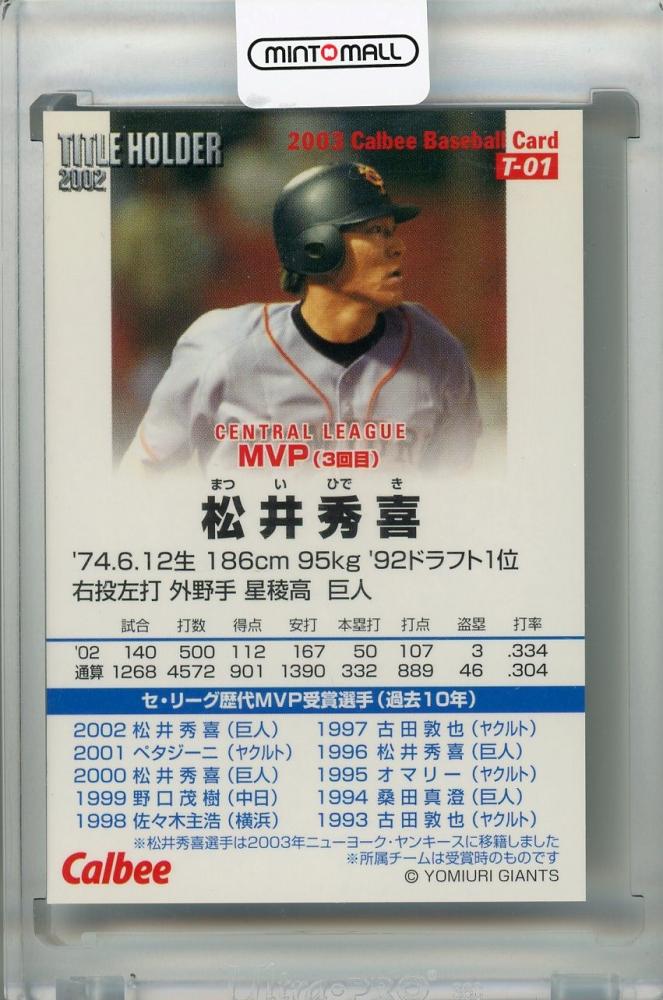 MINTMALL
TITLE HOLDER
2002
2003 Calbee Baseball Card
T-01
CENTRAL LEAGUE
MVP(3回目)
まつ い ひで き
松井秀喜
'74.6.12生 186cm 95kg '92ドラフト1位
右投左打 外野手 星稜高 巨人
試合 打数 得点 安打 本塁打 打点 盗塁 打率
'02 140 500 112 167 50 107 3 .334
通算 1268 4572 901 1390 332 889 46 .304
セ・リーグ歴代MVP受賞選手(過去10年)
2002 松井秀喜(巨人) 1997 古田敦也(ヤクルト)
2001 ペタジーニ(ヤクルト) 1996 松井秀喜(巨人)
2000 松井秀喜(巨人) 1995 オマリー(ヤクルト)
1999 野口茂樹(中日) 1994 桑田真澄(巨人)
1998 佐々木主浩(横浜) 1993 古田敦也(ヤクルト)
※松井秀喜選手は2003年ニューヨーク・ヤンキースに移籍しました
※所属チームは受賞時のものです
Calbee
© YOMIURI GIANTS
Ultra·PRO